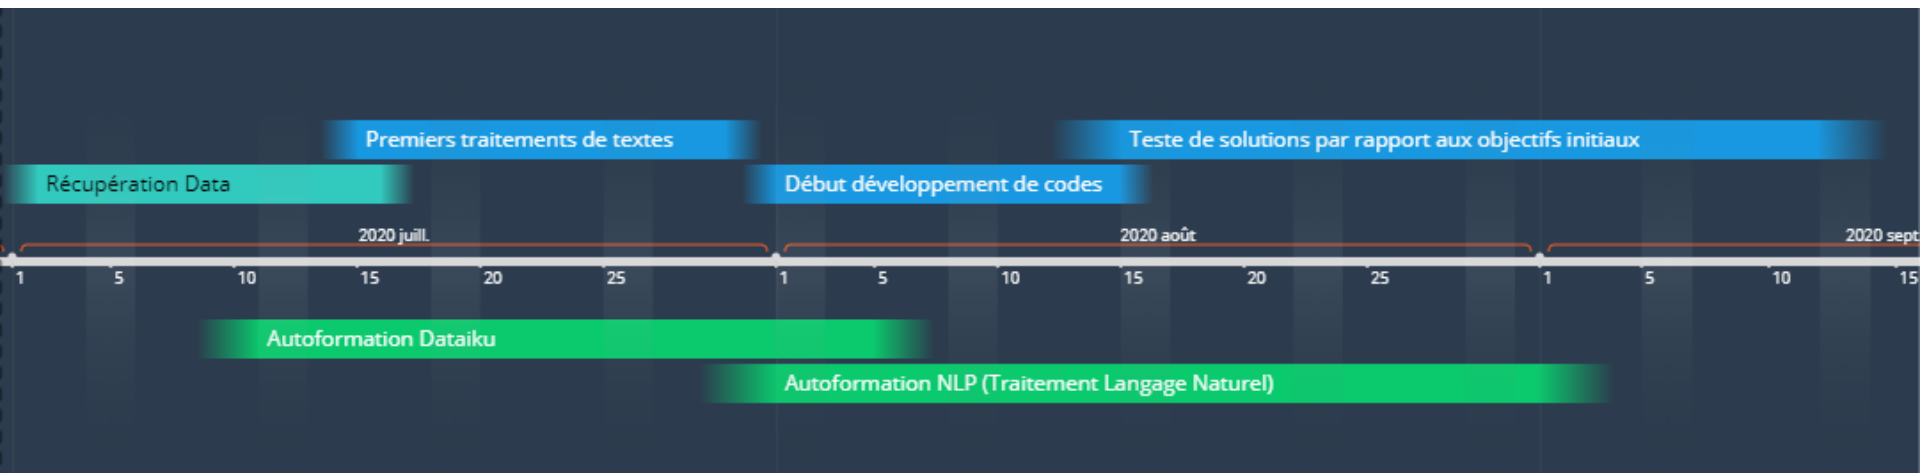 Premiers traitements de textes
Teste de solutions par rapport aux objectifs initiaux
Récupération Data
Début développement de codes
2020 juill.
2020 août
2020 sept
1 5 10 15 20 25 1 5 10 15 20 25 1 5 10 15
Autoformation Dataiku
Autoformation NLP (Traitement Langage Naturel)